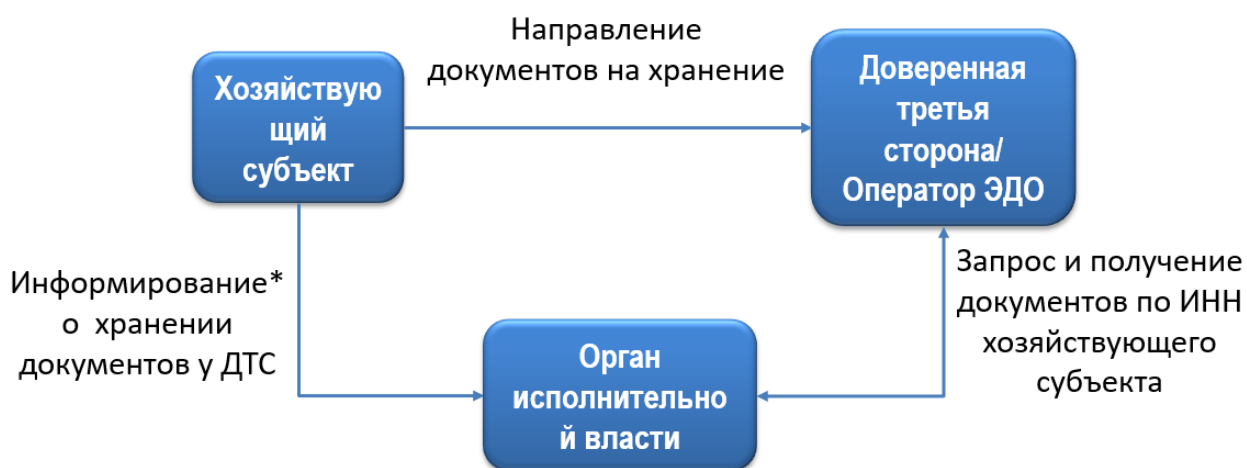 Направление
документов на хранение
Хозяйствую
щий
субъект
Доверенная
третья
сторона/
Оператор ЭДО
Информирование*
о хранении
документов у ДТС
Запрос и получение
документов по ИНН
хозяйствующего
субъекта
Орган
исполнительно
й власти